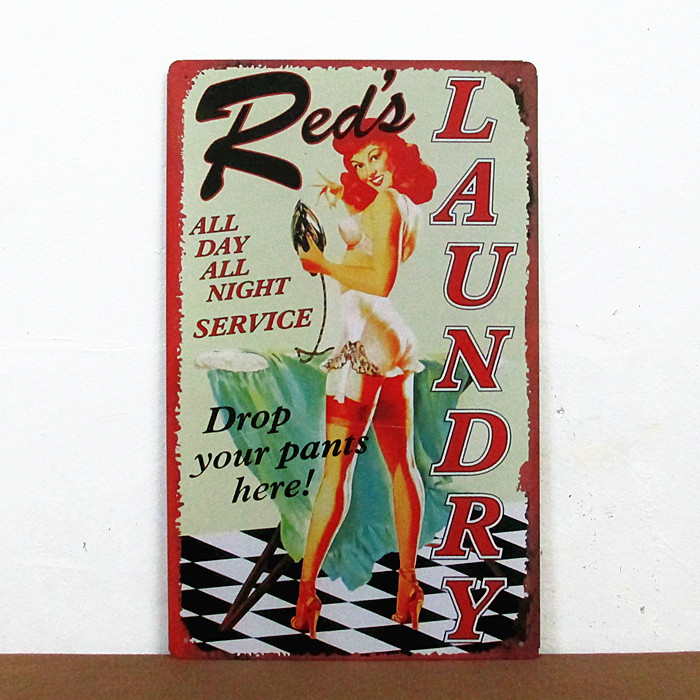 Red's
LAUNDRY
ALL
DAY
ALL
NIGHT
SERVICE
Drop
your pants
here!